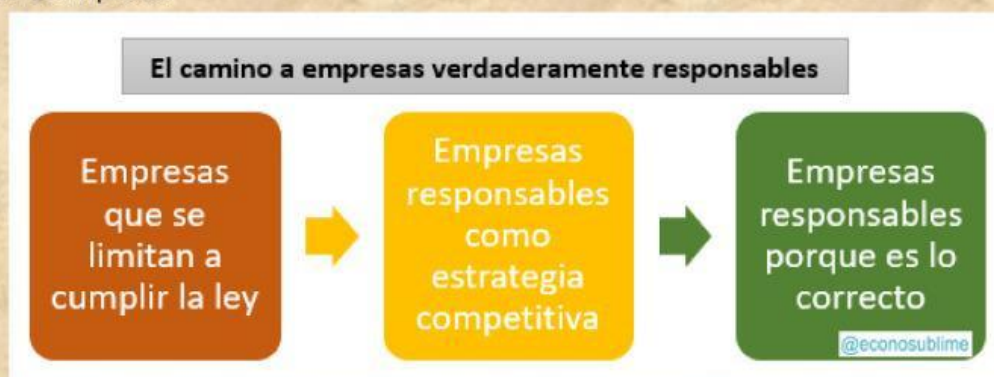 El camino a empresas verdaderamente responsables
Empresas
que se
limitan a
cumplir la ley
Empresas
responsables
como
estrategia
competitiva
Empresas
responsables
porque es lo
correcto
@econosublime